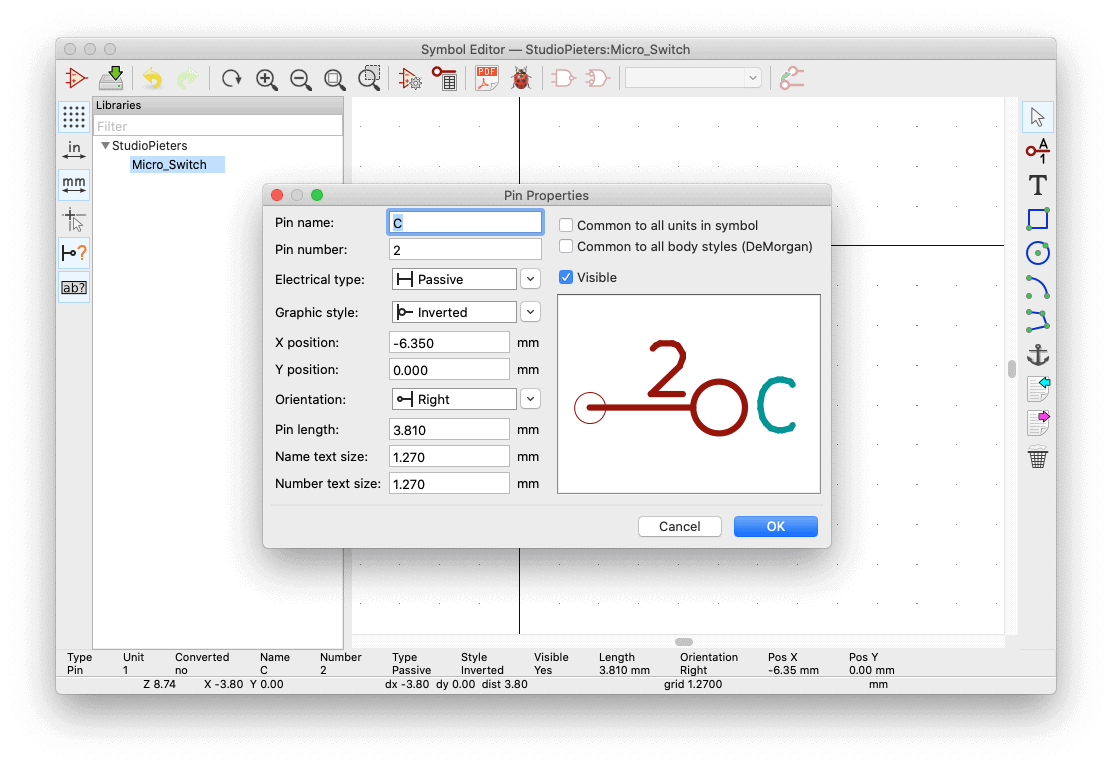 Symbol Editor — StudioPieters:Micro_Switch
PDF
Libraries
Filter
in
StudioPieters
mm
Micro_Switch
A
1
T
?
ab?
Pin Properties
Pin name: C
Common to all units in symbol
Pin number: 2
Common to all body styles (DeMorgan)
Electrical type: Passive
Visible
Graphic style: Inverted
X position: -6.350 mm
Y position: 0.000 mm
Orientation: Right
Pin length: 3.810 mm
Name text size: 1.270 mm
Number text size: 1.270 mm
2
C
Cancel OK
Type Unit Converted Name Number Type Style Visible Length Orientation Pos X Pos Y
Pin 1 no C 2 Passive Inverted Yes 3.810 mm Right -6.35 mm 0.00 mm
Z 8.74 X -3.80 Y 0.00 dx -3.80 dy 0.00 dist 3.80 grid 1.2700 mm